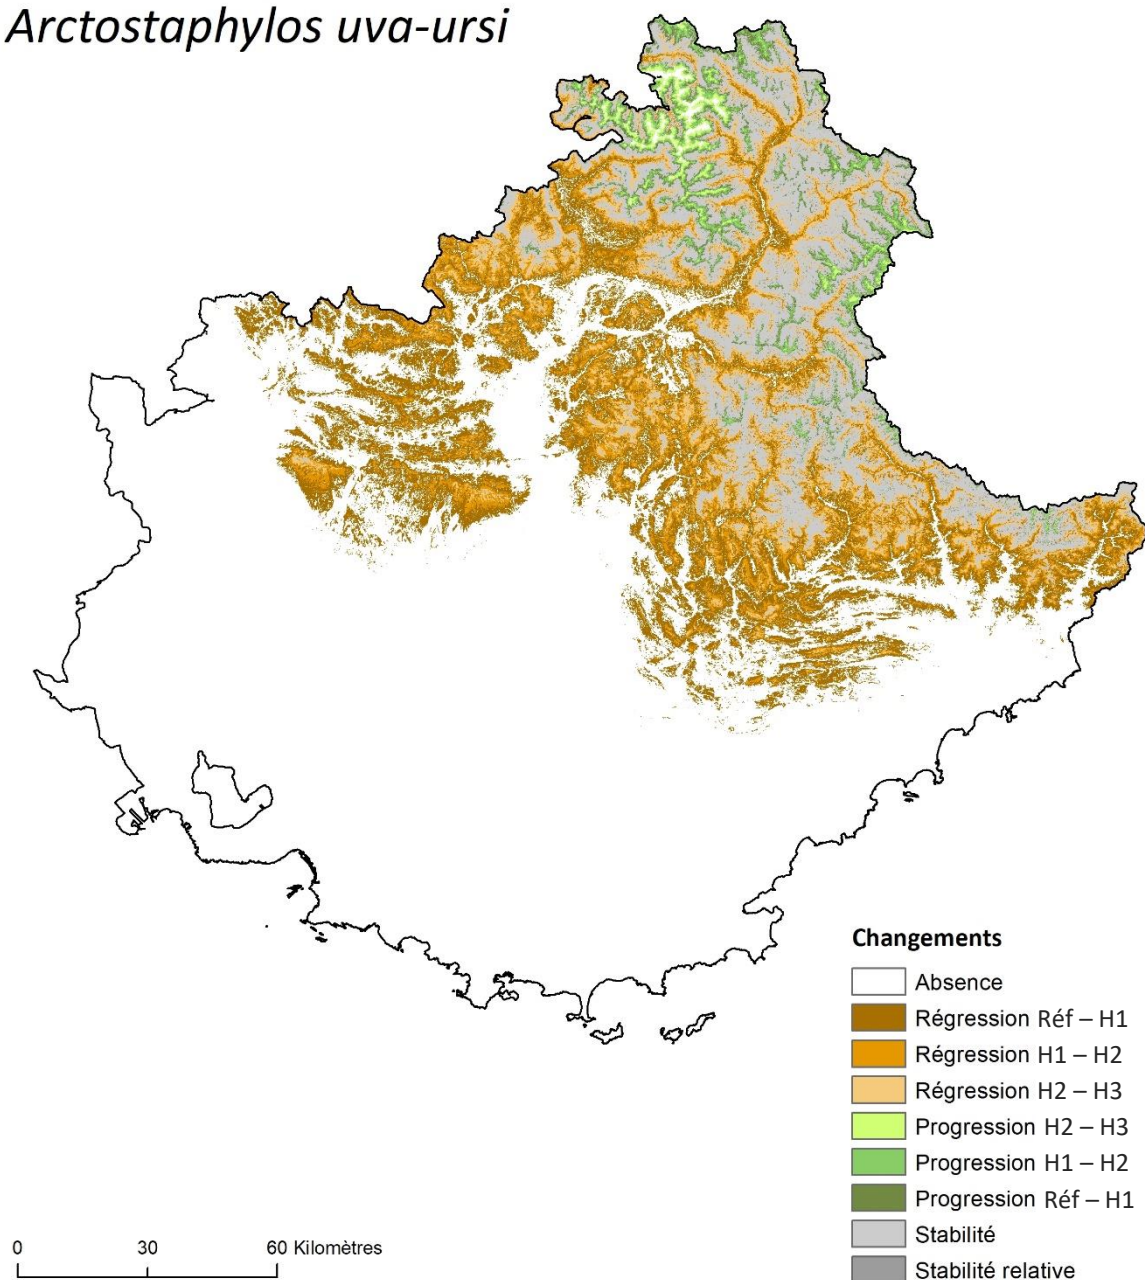 Arctostaphylos uva-ursi
Changements
Absence
Régression Réf – H1
Régression H1 – H2
Régression H2 – H3
Progression H2 – H3
Progression H1 – H2
Progression Réf – H1
Stabilité
Stabilité relative
0 30 60 Kilomètres